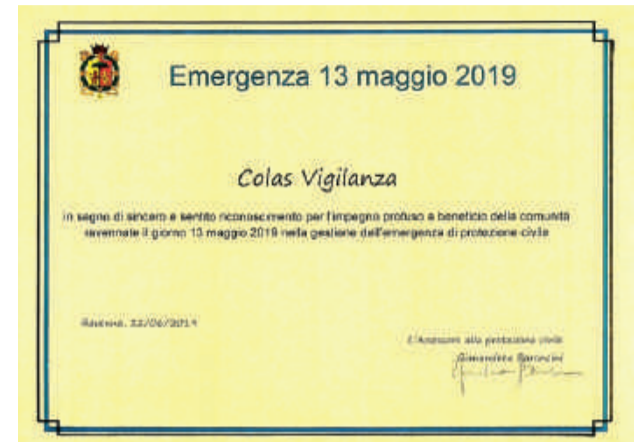 Emergenza 13 maggio 2019
Colas Vigilanza
in segno di sincero e sentito riconoscimento per l'impegno profuso a beneficio della comunità
ravennate il giorno 13 maggio 2019 nella gestione dell'emergenza di protezione civile
Ravenna, 22/06/2019
L'Assessore alla protezione civile
Gianandrea Baroncini